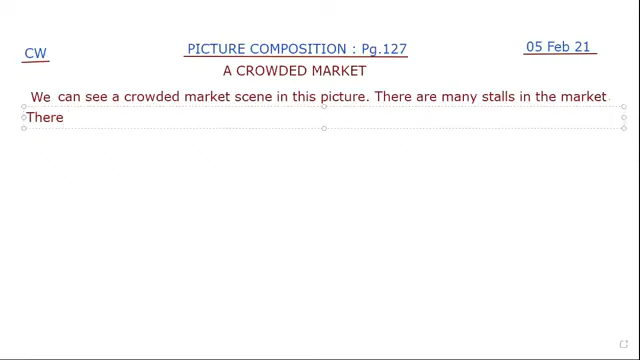 CW
PICTURE COMPOSITION : Pg.127
05 Feb 21
A CROWDED MARKET
We can see a crowded market scene in this picture. There are many stalls in the market.
There